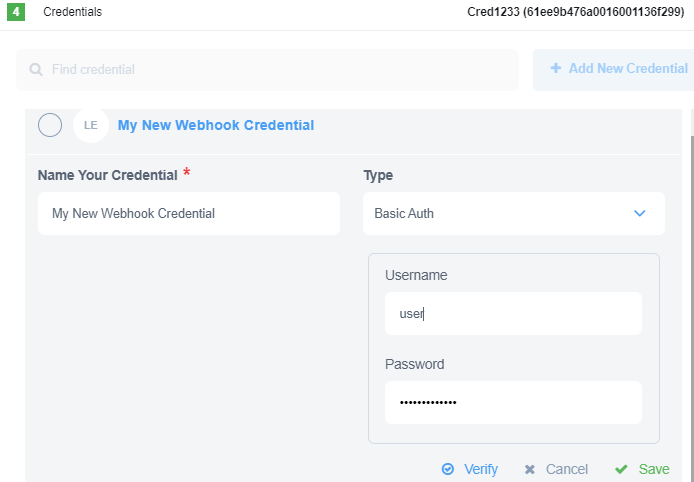 4 Credentials Cred1233 (61ee9b476a0016001136f299)
Find credential + Add New Credential
LE My New Webhook Credential
Name Your Credential * Type
My New Webhook Credential Basic Auth
Username
user
Password
•••••••••••••
Verify Cancel Save